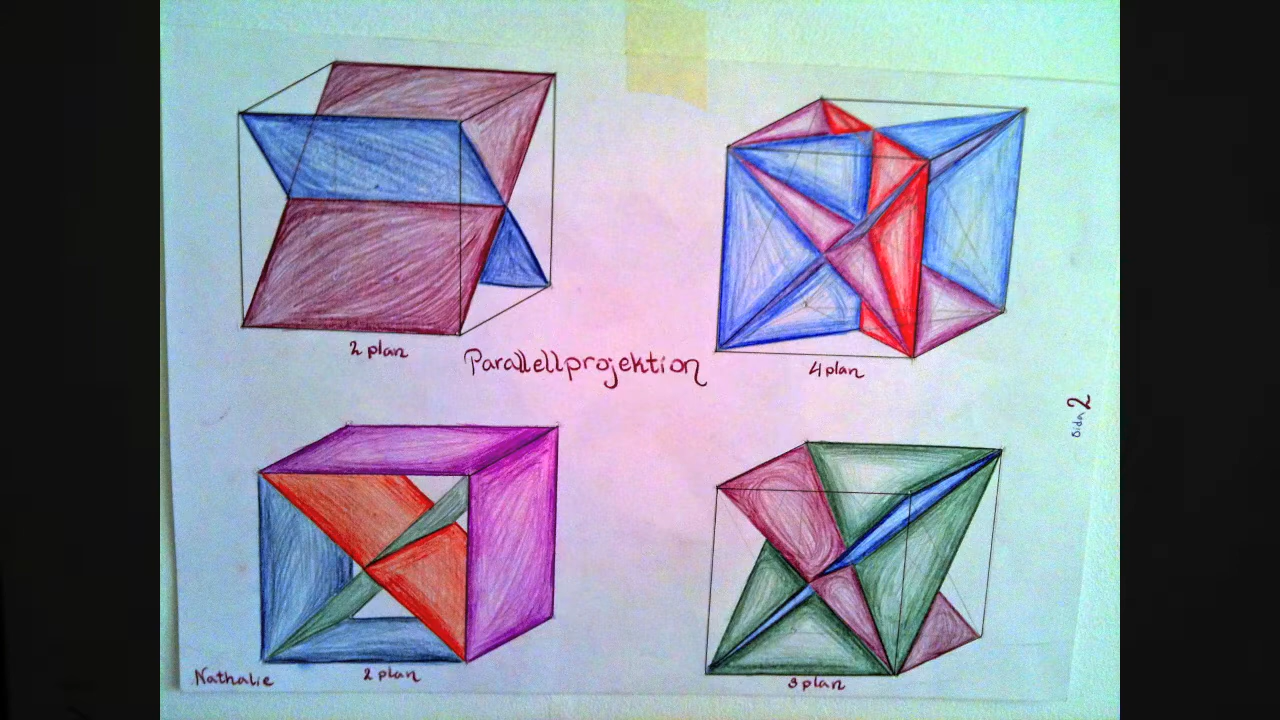 2 plan
Parallellprojektion
4 plan
Sida 2
Nathalie
2 plan
3 plan